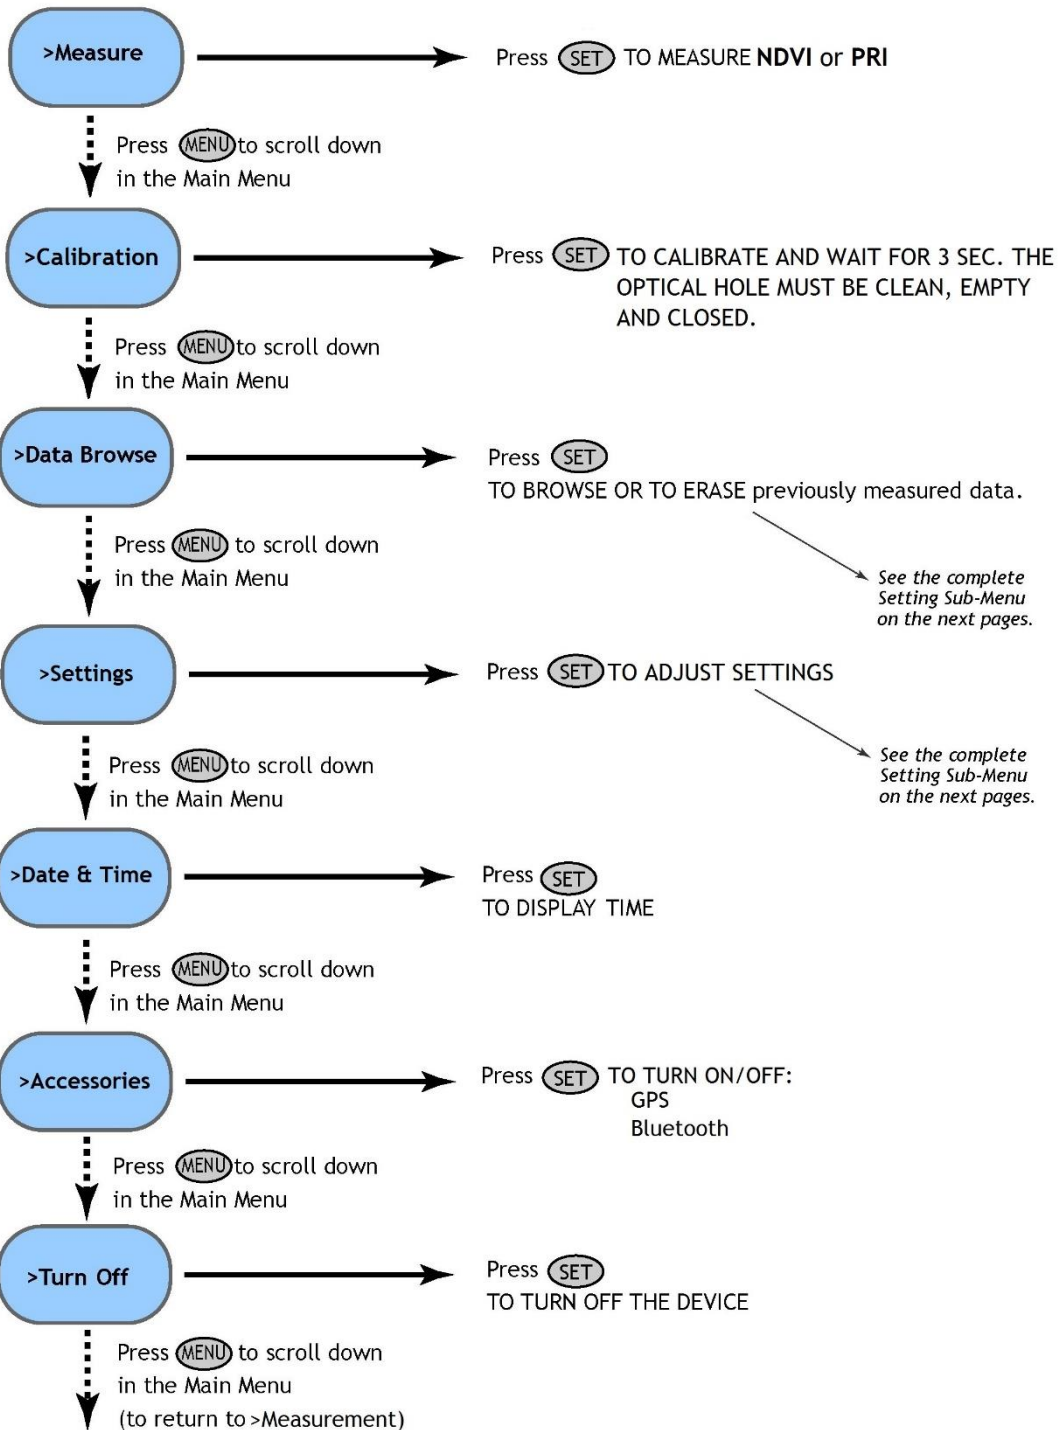 >Measure
Press SET TO MEASURE NDVI or PRI
Press MENU to scroll down
in the Main Menu
>Calibration
Press SET TO CALIBRATE AND WAIT FOR 3 SEC. THE
OPTICAL HOLE MUST BE CLEAN, EMPTY
AND CLOSED.
Press MENU to scroll down
in the Main Menu
>Data Browse
Press SET
TO BROWSE OR TO ERASE previously measured data.
Press MENU to scroll down
in the Main Menu
See the complete
Setting Sub-Menu
on the next pages.
>Settings
Press SET TO ADJUST SETTINGS
Press MENU to scroll down
in the Main Menu
See the complete
Setting Sub-Menu
on the next pages.
>Date & Time
Press SET
TO DISPLAY TIME
Press MENU to scroll down
in the Main Menu
>Accessories
Press SET TO TURN ON/OFF:
GPS
Bluetooth
Press MENU to scroll down
in the Main Menu
>Turn Off
Press SET
TO TURN OFF THE DEVICE
Press MENU to scroll down
in the Main Menu
(to return to >Measurement)